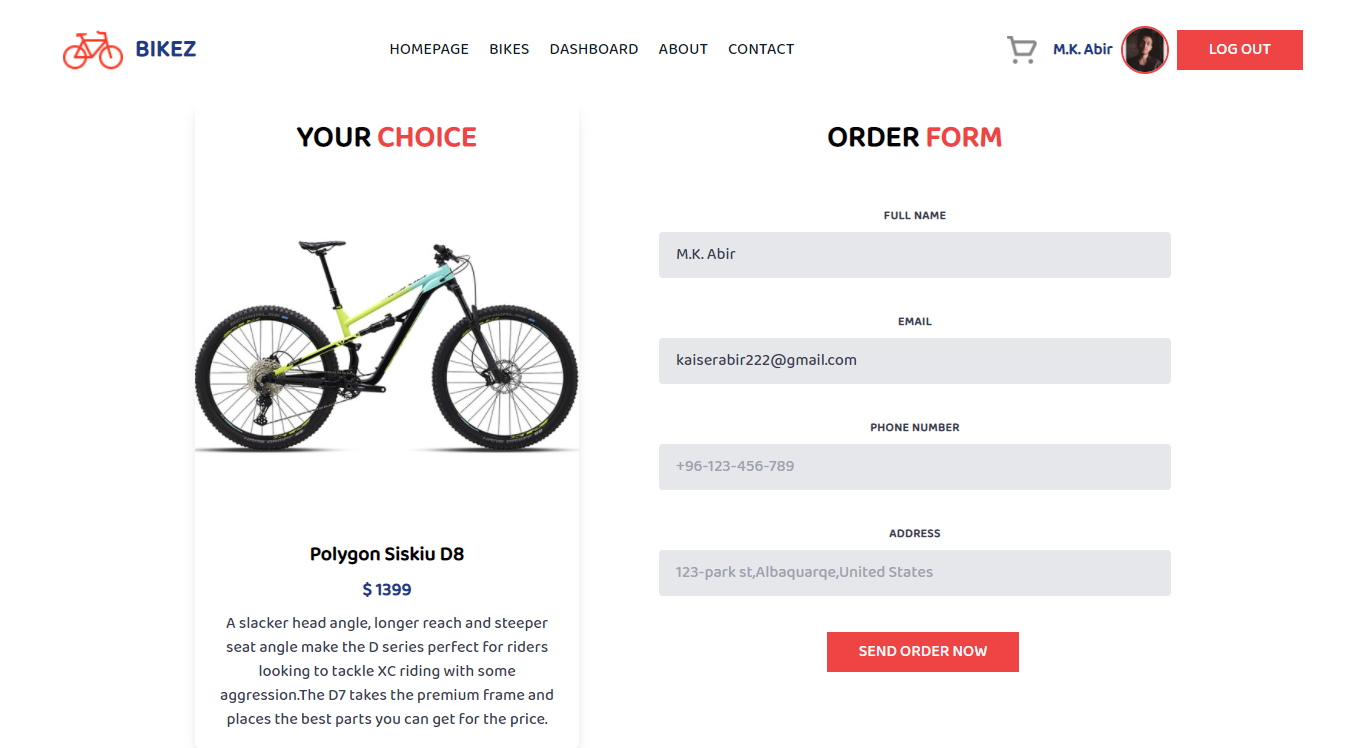 BIKEZ
HOMEPAGE BIKES DASHBOARD ABOUT CONTACT
M.K. Abir
LOG OUT
YOUR CHOICE
Polygon Siskiu D8
$ 1399
A slacker head angle, longer reach and steeper
seat angle make the D series perfect for riders
looking to tackle XC riding with some
aggression.The D7 takes the premium frame and
places the best parts you can get for the price.
ORDER FORM
FULL NAME
M.K. Abir
EMAIL
kaiserabir222@gmail.com
PHONE NUMBER
+96-123-456-789
ADDRESS
123-park st,Albaquarqe,United States
SEND ORDER NOW